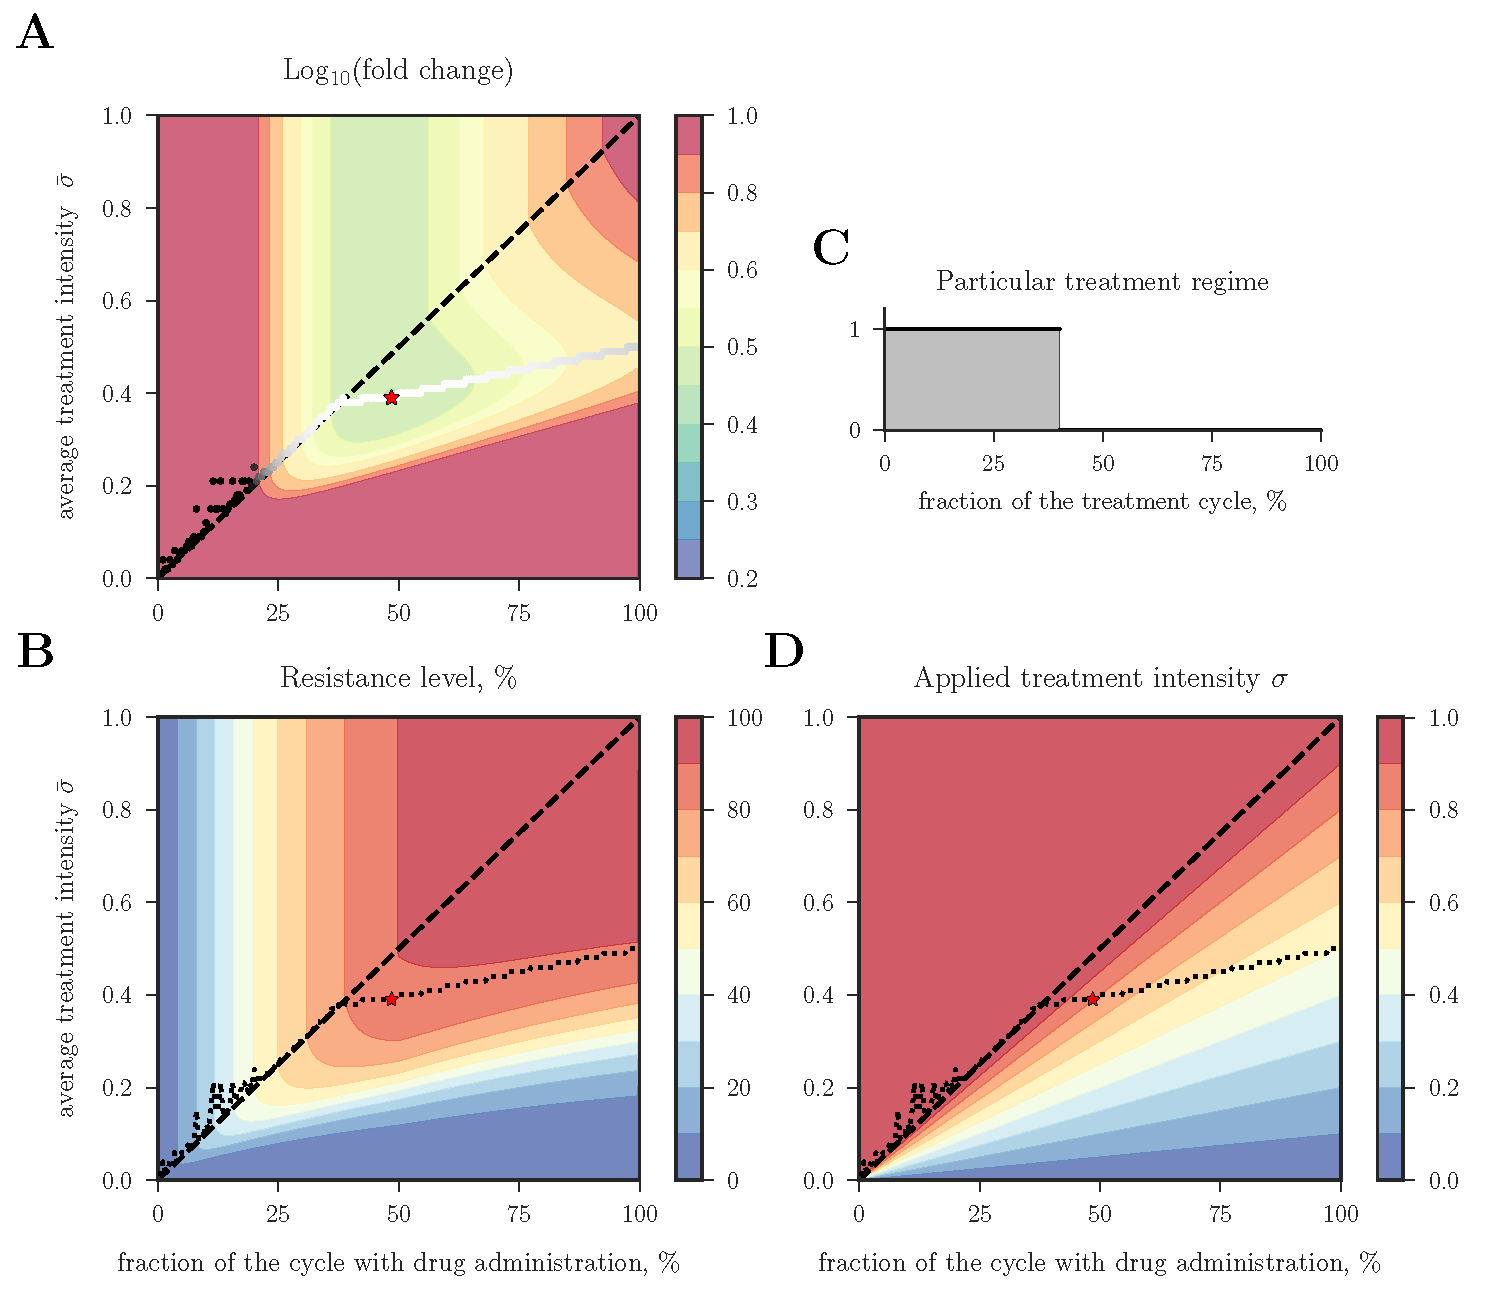 A
Log10(fold change)
1.0
0.8
0.6
0.4
0.2
0.0
average treatment intensity σ̄
0 25 50 75 100
1.0
0.8
0.6
0.5
0.4
0.3
0.2
C
Particular treatment regime
1
0
0 25 50 75 100
fraction of the treatment cycle, %
B
Resistance level, %
1.0
0.8
0.6
0.4
0.2
0.0
average treatment intensity σ̄
0 25 50 75 100
fraction of the cycle with drug administration, %
100
80
60
40
20
0
D
Applied treatment intensity σ
1.0
0.8
0.6
0.4
0.2
0.0
0 25 50 75 100
fraction of the cycle with drug administration, %
1.0
0.8
0.6
0.4
0.2
0.0